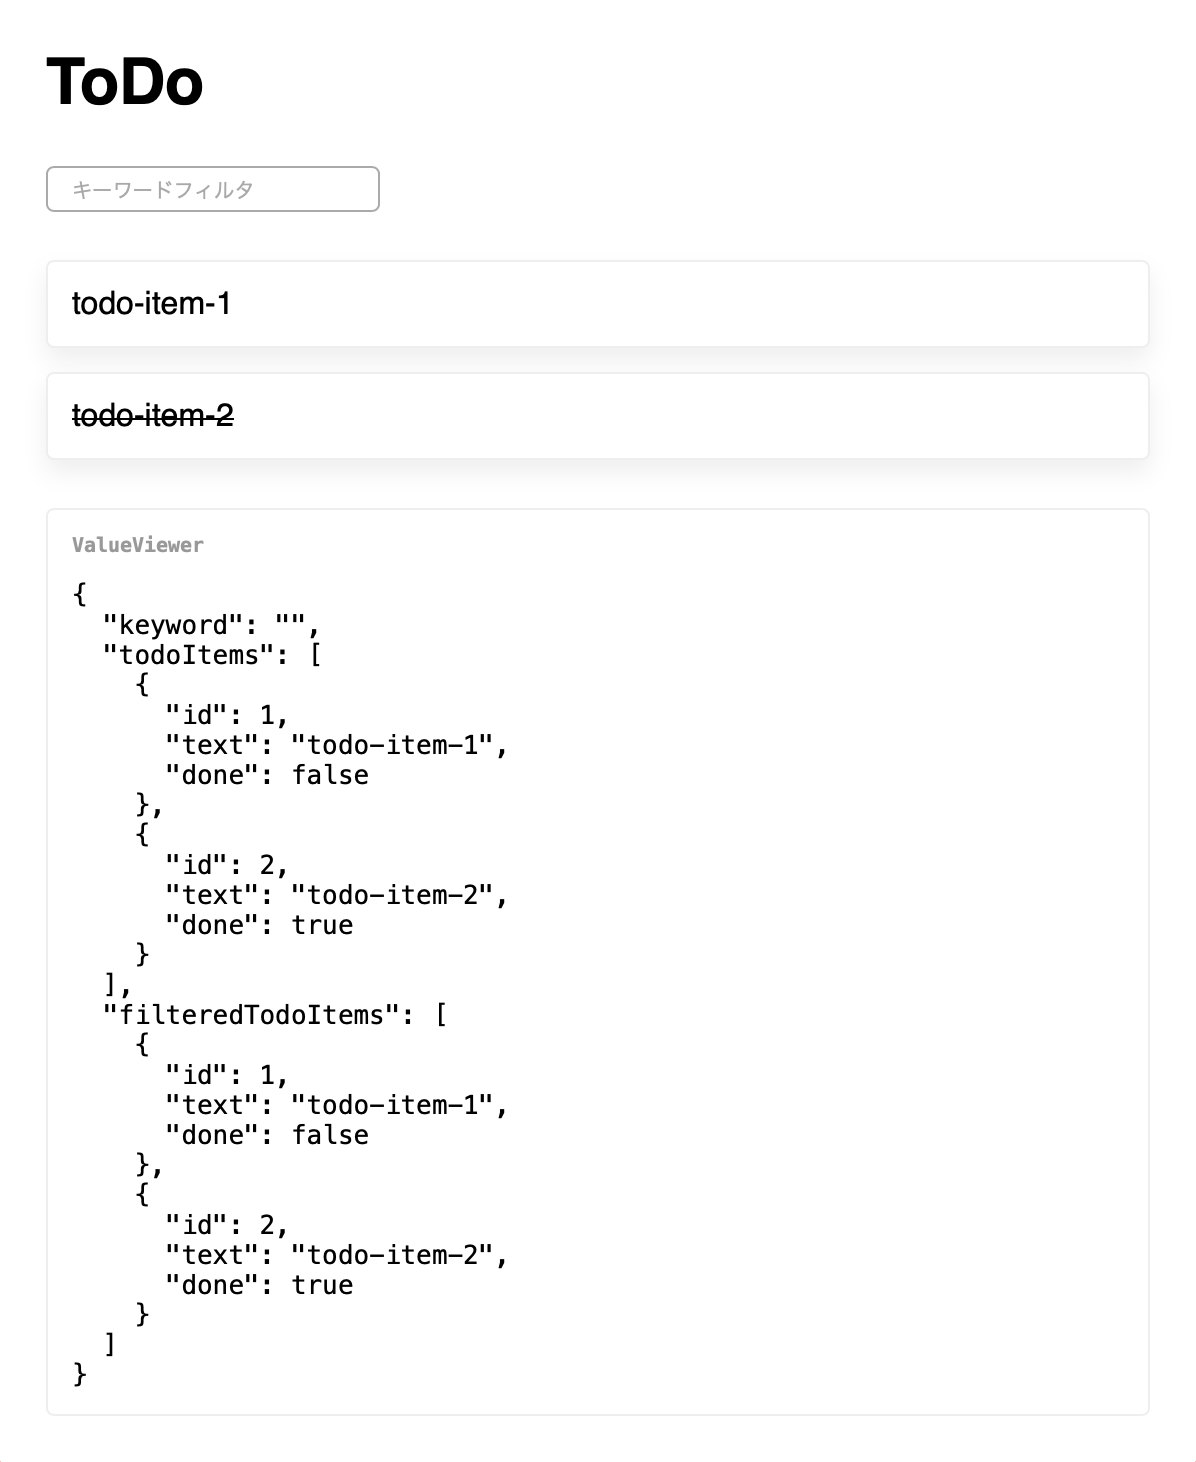 ToDo
キーワードフィルタ
todo-item-1
todo-item-2
ValueViewer
{
  "keyword": "",
  "todoItems": [
    {
      "id": 1,
      "text": "todo-item-1",
      "done": false
    },
    {
      "id": 2,
      "text": "todo-item-2",
      "done": true
    }
  ],
  "filteredTodoItems": [
    {
      "id": 1,
      "text": "todo-item-1",
      "done": false
    },
    {
      "id": 2,
      "text": "todo-item-2",
      "done": true
    }
  ]
}